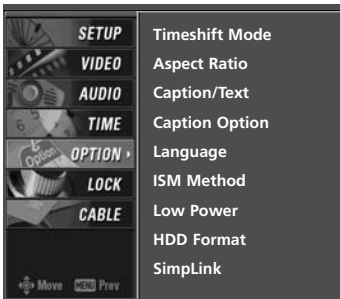 SETUP
VIDEO
AUDIO
TIME
OPTION
LOCK
CABLE
Move MENU Prev
Timeshift Mode
Aspect Ratio
Caption/Text
Caption Option
Language
ISM Method
Low Power
HDD Format
SimpLink